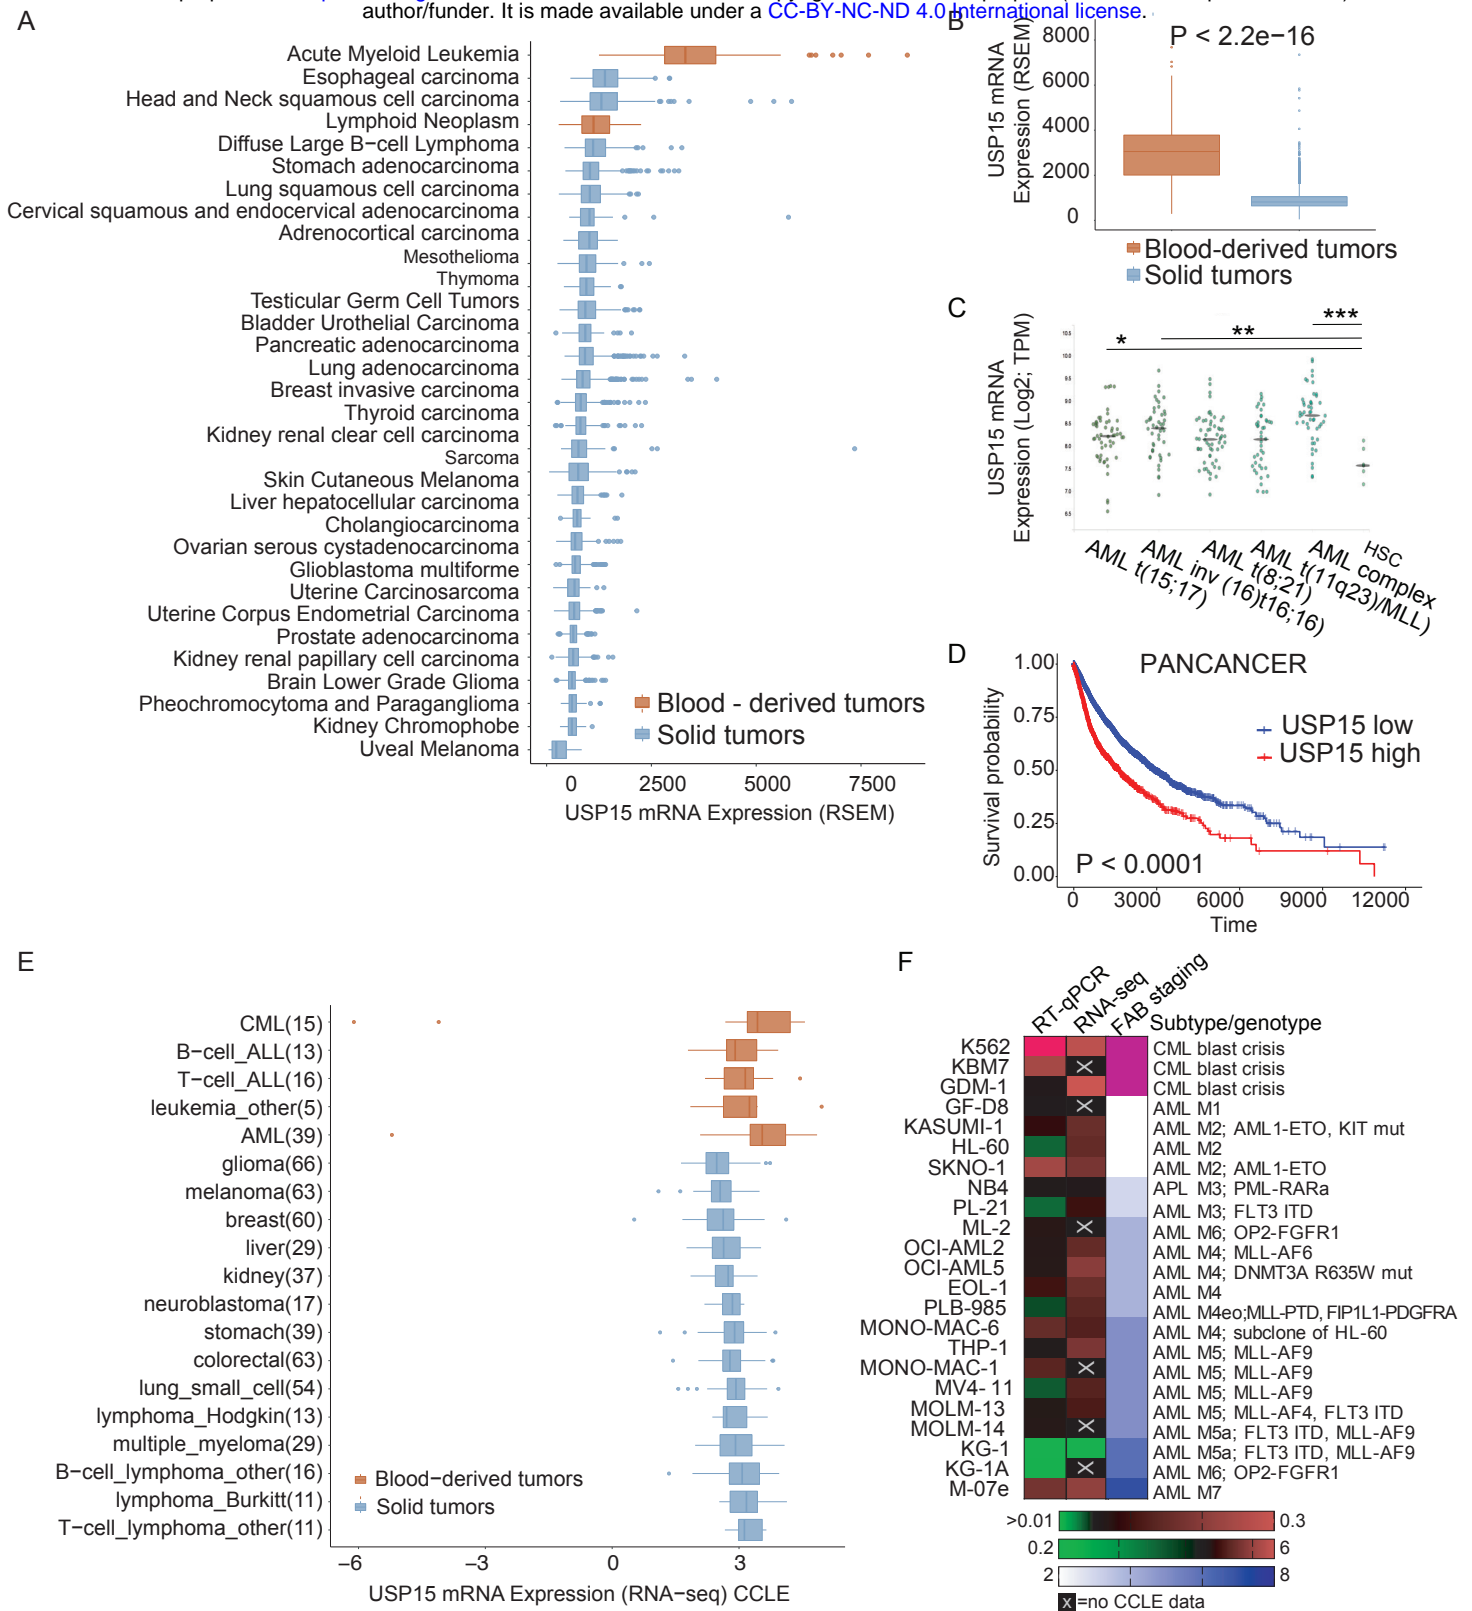 author/funder. It is made available under a CC-BY-NC-ND 4.0 International license.
A
Acute Myeloid Leukemia
Esophageal carcinoma
Head and Neck squamous cell carcinoma
Lymphoid Neoplasm
Diffuse Large B-cell Lymphoma
Stomach adenocarcinoma
Lung squamous cell carcinoma
Cervical squamous and endocervical adenocarcinoma
Adrenocortical carcinoma
Mesothelioma
Thymoma
Testicular Germ Cell Tumors
Bladder Urothelial Carcinoma
Pancreatic adenocarcinoma
Lung adenocarcinoma
Breast invasive carcinoma
Thyroid carcinoma
Kidney renal clear cell carcinoma
Sarcoma
Skin Cutaneous Melanoma
Liver hepatocellular carcinoma
Cholangiocarcinoma
Ovarian serous cystadenocarcinoma
Glioblastoma multiforme
Uterine Carcinosarcoma
Uterine Corpus Endometrial Carcinoma
Prostate adenocarcinoma
Kidney renal papillary cell carcinoma
Brain Lower Grade Glioma
Pheochromocytoma and Paraganglioma
Kidney Chromophobe
Uveal Melanoma
Blood - derived tumors
Solid tumors
0 2500 5000 7500
USP15 mRNA Expression (RSEM)
B
USP15 mRNA
Expression (RSEM)
8000
6000
4000
2000
0
P < 2.2e−16
Blood-derived tumors
Solid tumors
C
USP15 mRNA
Expression (Log2; TPM)
10.5
10.0
9.5
9.0
8.5
8.0
7.5
7.0
6.5
* ** ***
AML t(15;17)
AML inv (16)t16;16)
AML t(8;21)
AML t(11q23)/MLL)
AML complex
HSC
D
PANCANCER
Survival probability
1.00
0.75
0.50
0.25
0.00
USP15 low
USP15 high
P < 0.0001
0 3000 6000 9000 12000
Time
E
CML(15)
B-cell_ALL(13)
T-cell_ALL(16)
leukemia_other(5)
AML(39)
glioma(66)
melanoma(63)
breast(60)
liver(29)
kidney(37)
neuroblastoma(17)
stomach(39)
colorectal(63)
lung_small_cell(54)
lymphoma_Hodgkin(13)
multiple_myeloma(29)
B-cell_lymphoma_other(16)
lymphoma_Burkitt(11)
T-cell_lymphoma_other(11)
Blood−derived tumors
Solid tumors
−6 −3 0 3
USP15 mRNA Expression (RNA−seq) CCLE
F
RT-qPCR
RNA-seq
FAB staging
Subtype/genotype
K562 CML blast crisis
KBM7 X CML blast crisis
GDM-1 CML blast crisis
GF-D8 X AML M1
KASUMI-1 AML M2; AML1-ETO, KIT mut
HL-60 AML M2
SKNO-1 AML M2; AML1-ETO
NB4 APL M3; PML-RARa
PL-21 AML M3; FLT3 ITD
ML-2 X AML M6; OP2-FGFR1
OCI-AML2 AML M4; MLL-AF6
OCI-AML5 AML M4; DNMT3A R635W mut
EOL-1 AML M4
PLB-985 AML M4eo;MLL-PTD, FIP1L1-PDGFRA
MONO-MAC-6 AML M4; subclone of HL-60
THP-1 AML M5; MLL-AF9
MONO-MAC-1 X AML M5; MLL-AF9
MV4- 11 AML M5; MLL-AF9
MOLM-13 AML M5; MLL-AF4, FLT3 ITD
MOLM-14 X AML M5a; FLT3 ITD, MLL-AF9
KG-1 AML M5a; FLT3 ITD, MLL-AF9
KG-1A X AML M6; OP2-FGFR1
M-07e AML M7
>0.01 0.3
0.2 6
2 8
X =no CCLE data